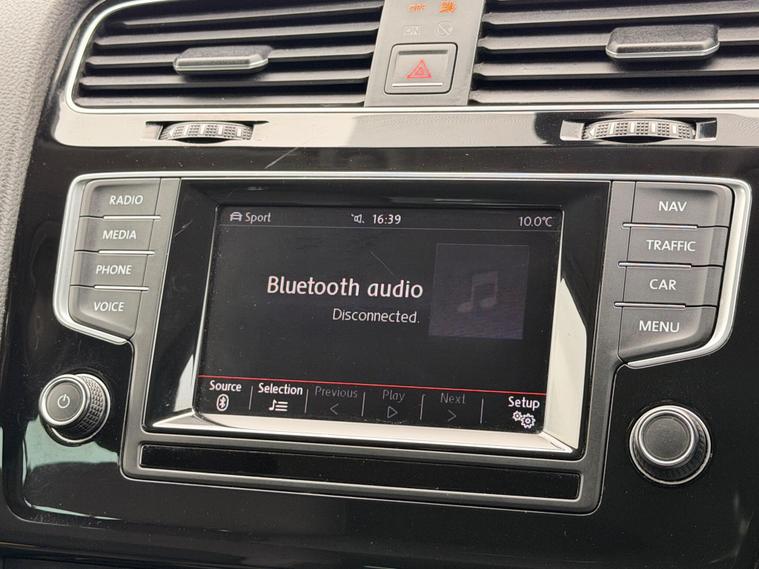 RADIO
MEDIA
PHONE
VOICE
NAV
TRAFFIC
CAR
MENU
Sport 16:39 10.0°C
Bluetooth audio
Disconnected.
Source Selection Previous Play Next Setup